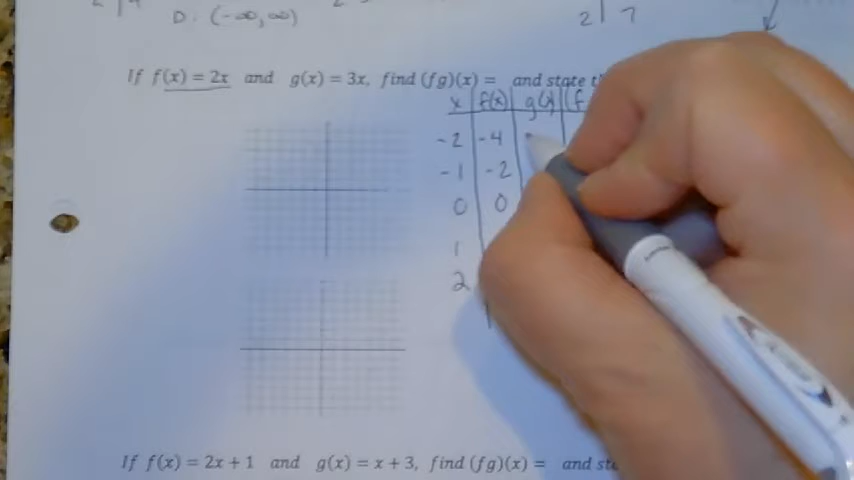 D: (-∞, ∞)
2 | 7
If f(x) = 2x and g(x) = 3x, find (fg)(x) = and state
x f(x) g(x) (f
-2 -4
-1 -2
0 0
1
2
If f(x) = 2x + 1 and g(x) = x + 3, find (fg)(x) = and